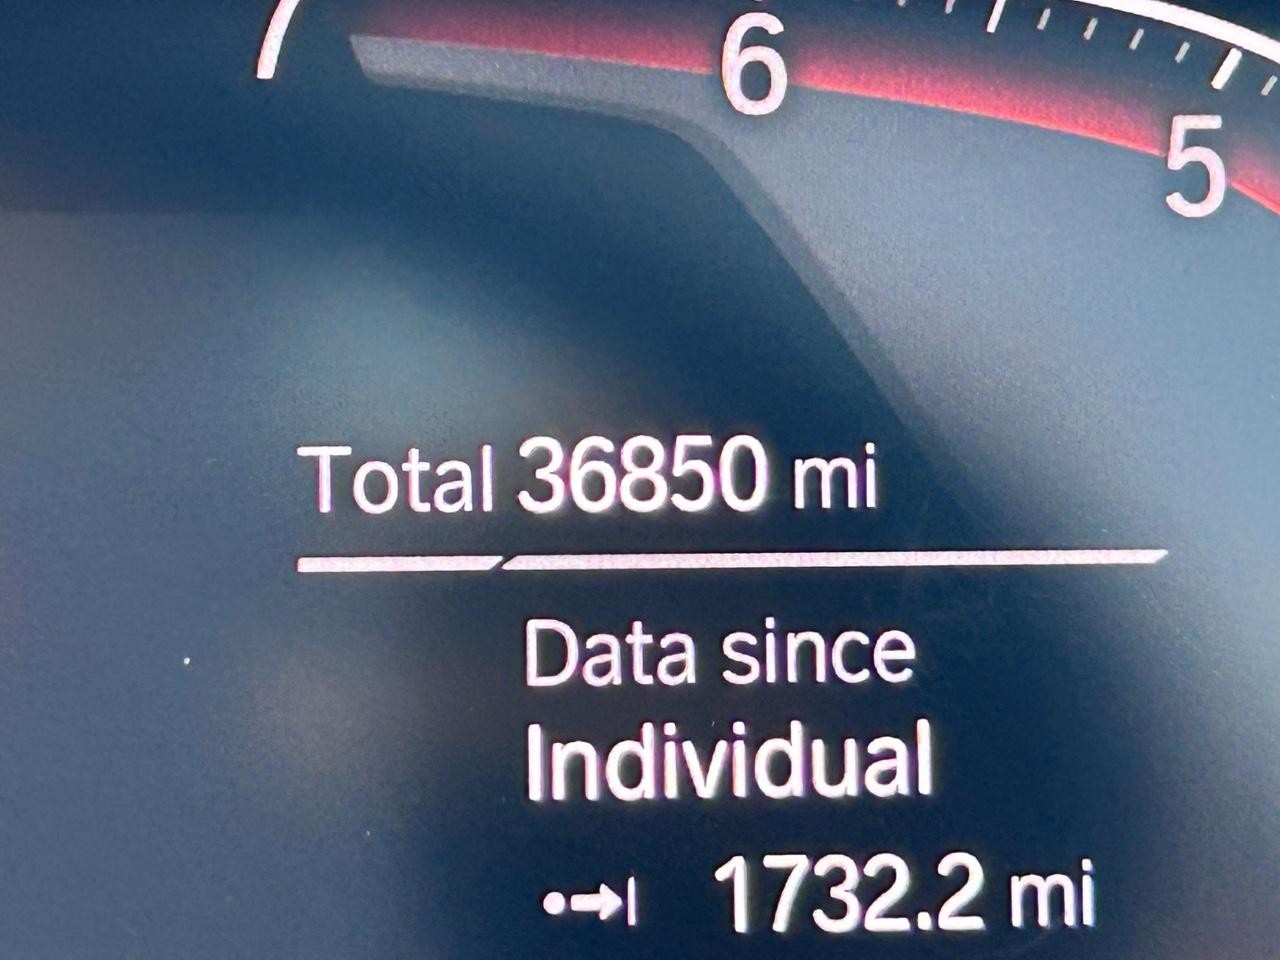 6
5
Total 36850 mi
Data since
Individual
1732.2 mi